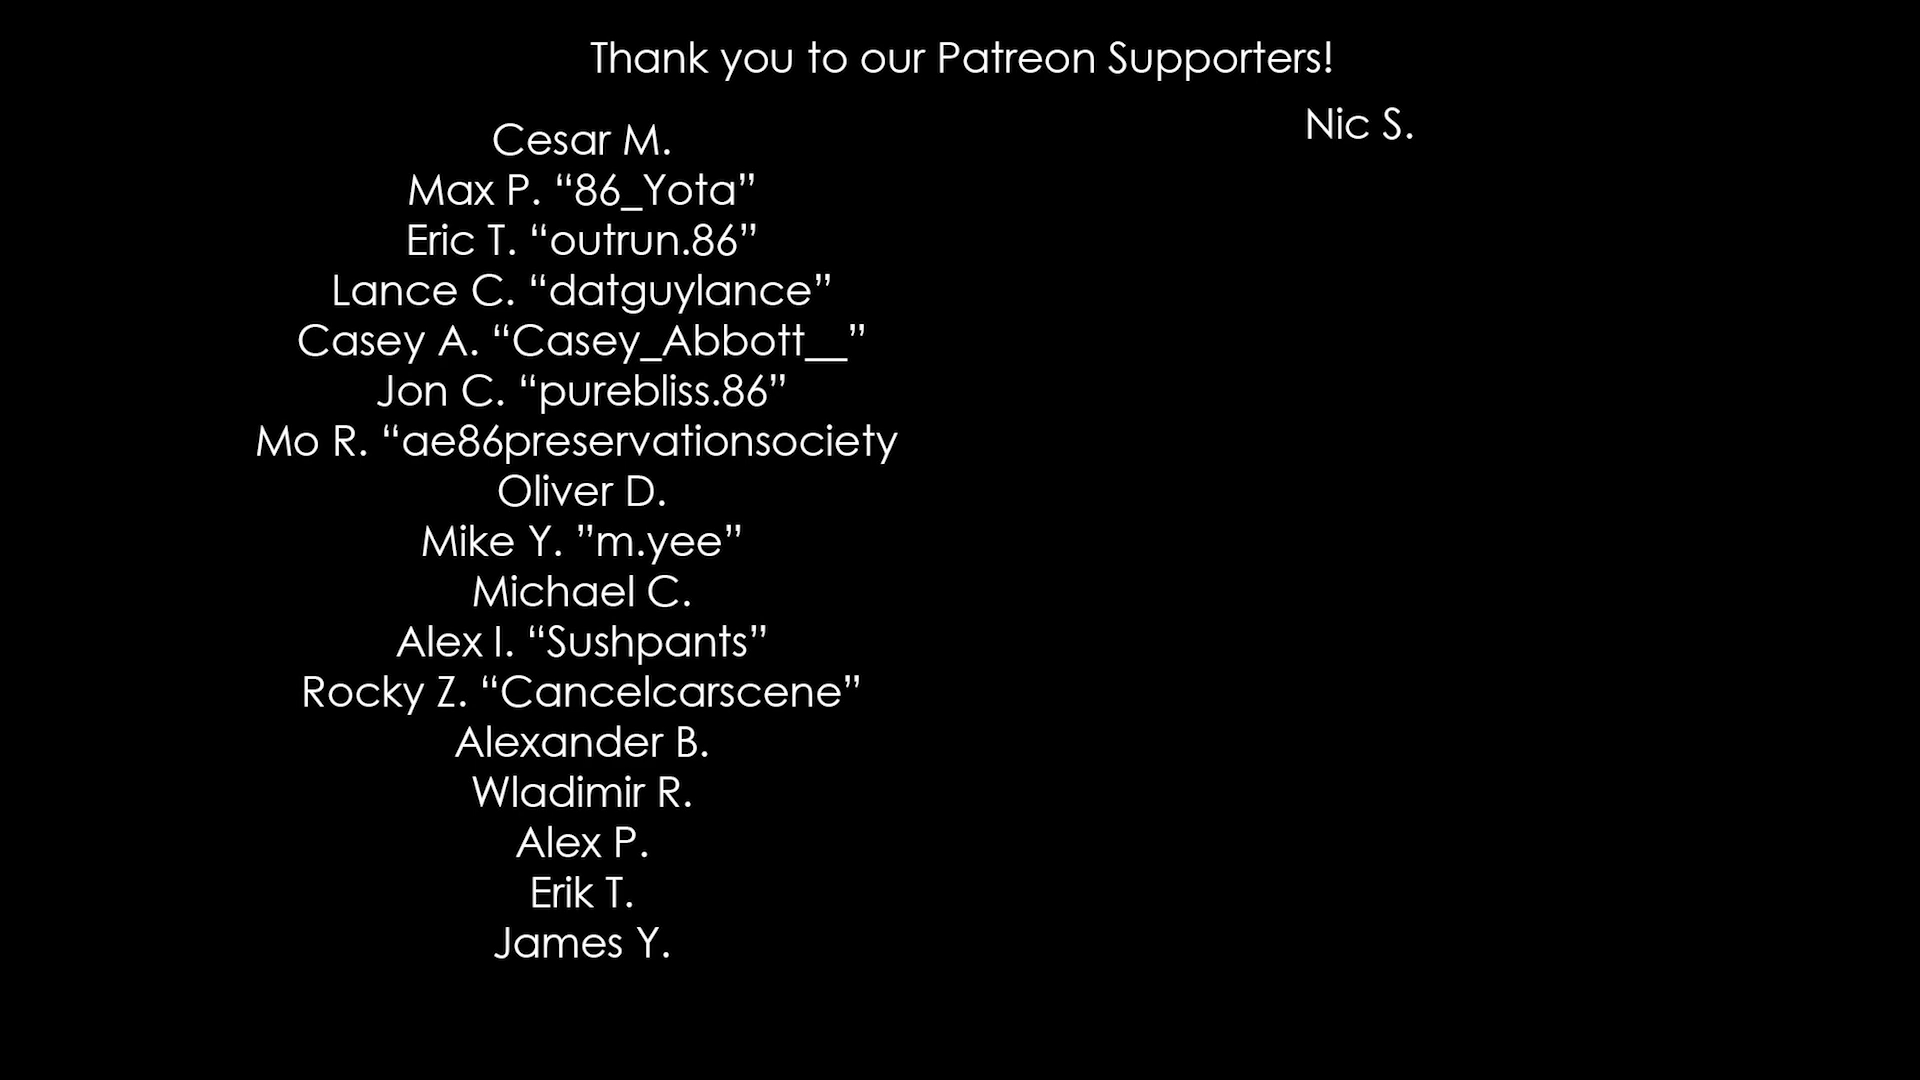 Thank you to our Patreon Supporters!
Cesar M.
Max P. “86_Yota”
Eric T. “outrun.86”
Lance C. “datguylance”
Casey A. “Casey_Abbott__”
Jon C. “purebliss.86”
Mo R. “ae86preservationsociety
Oliver D.
Mike Y. ”m.yee”
Michael C.
Alex I. “Sushpants”
Rocky Z. “Cancelcarscene”
Alexander B.
Wladimir R.
Alex P.
Erik T.
James Y.
Nic S.